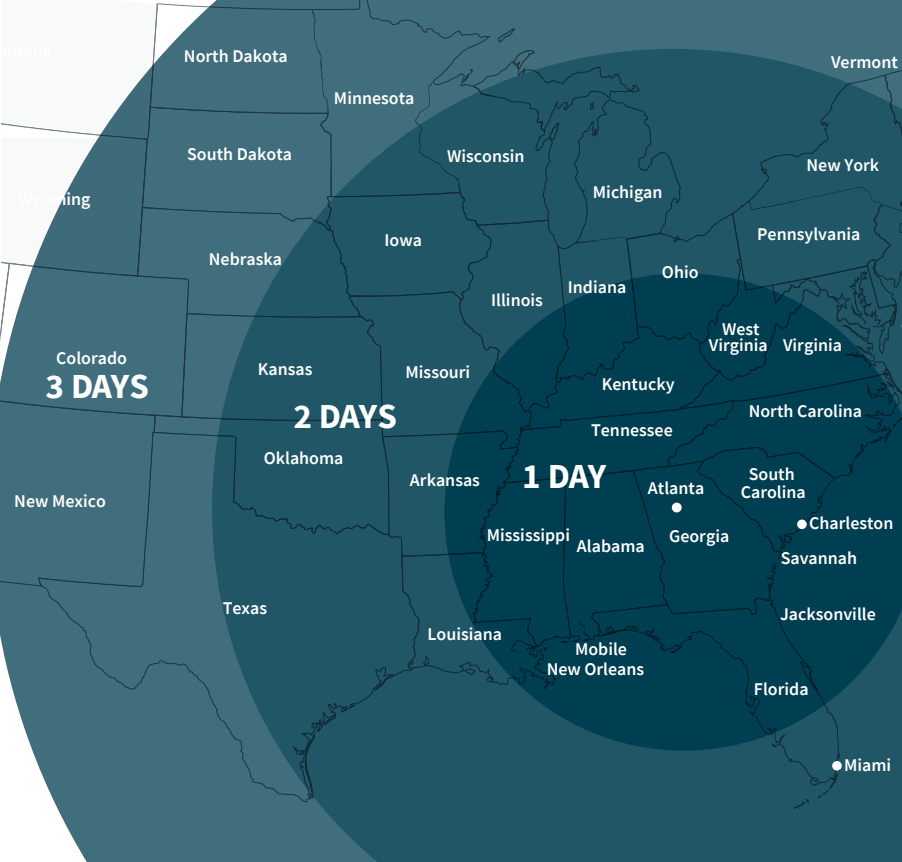 North Dakota
Vermont
Minnesota
South Dakota
Wisconsin
New York
Michigan
Wyoming
Pennsylvania
Iowa
Nebraska
Ohio
Indiana
Illinois
West
Virginia
Virginia
Colorado
3 DAYS
Kansas
Missouri
Kentucky
2 DAYS
North Carolina
Tennessee
Oklahoma
Arkansas
1 DAY
South
Carolina
Atlanta
New Mexico
Charleston
Mississippi
Alabama
Georgia
Savannah
Texas
Jacksonville
Louisiana
Mobile
New Orleans
Florida
Miami